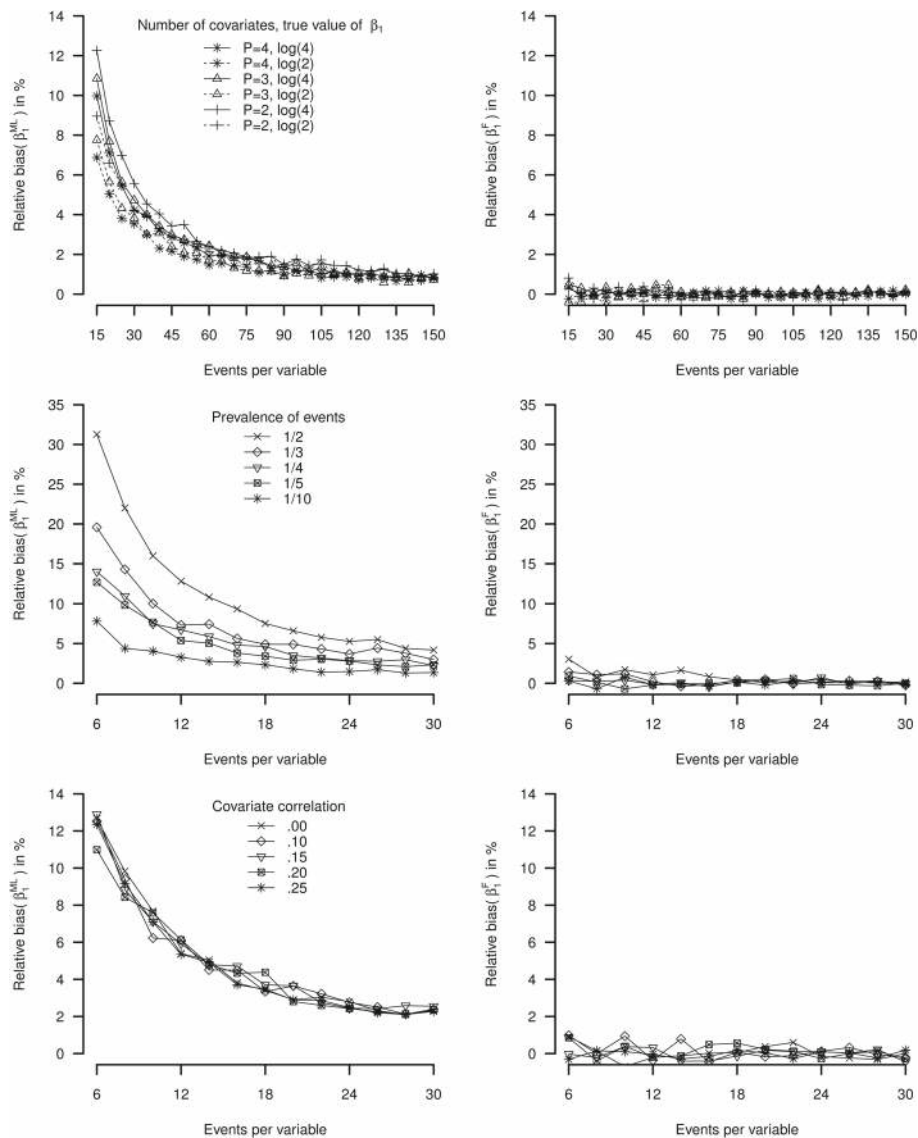 Relative bias( β₁ᴹᴸ ) in %
14
12
10
8
6
4
2
0
Number of covariates, true value of β₁
P=4, log(4)
P=4, log(2)
P=3, log(4)
P=3, log(2)
P=2, log(4)
P=2, log(2)
15 30 45 60 75 90 105 120 135 150
Events per variable
Relative bias( β₁ᶠ ) in %
14
12
10
8
6
4
2
0
15 30 45 60 75 90 105 120 135 150
Events per variable
Relative bias( β₁ᴹᴸ ) in %
35
30
25
20
15
10
5
0
Prevalence of events
1/2
1/3
1/4
1/5
1/10
6 12 18 24 30
Events per variable
Relative bias( β₁ᶠ ) in %
35
30
25
20
15
10
5
0
6 12 18 24 30
Events per variable
Relative bias( β₁ᴹᴸ ) in %
14
12
10
8
6
4
2
0
Covariate correlation
.00
.10
.15
.20
.25
6 12 18 24 30
Events per variable
Relative bias( β₁ᶠ ) in %
14
12
10
8
6
4
2
0
6 12 18 24 30
Events per variable